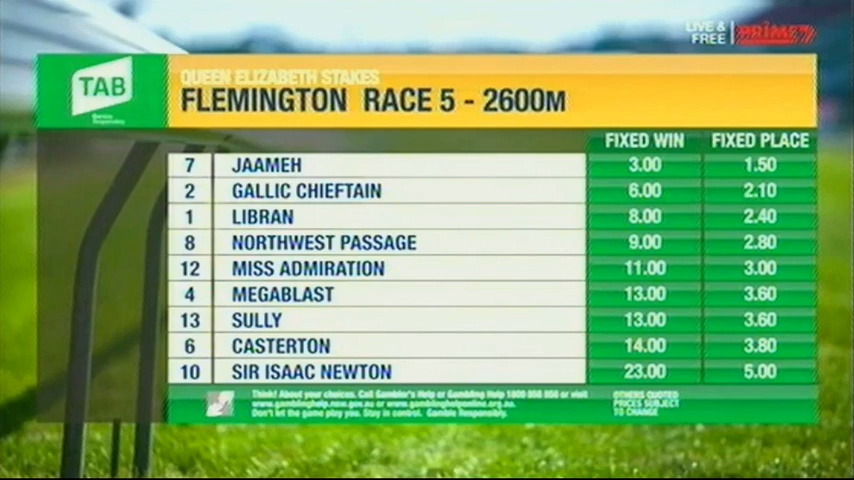 LIVE &
FREE
PRIME7
TAB
Gamble
Responsibly.
QUEEN ELIZABETH STAKES
FLEMINGTON RACE 5 - 2600M
FIXED WIN FIXED PLACE
7 JAAMEH 3.00 1.50
2 GALLIC CHIEFTAIN 6.00 2.10
1 LIBRAN 8.00 2.40
8 NORTHWEST PASSAGE 9.00 2.80
12 MISS ADMIRATION 11.00 3.00
4 MEGABLAST 13.00 3.60
13 SULLY 13.00 3.60
6 CASTERTON 14.00 3.80
10 SIR ISAAC NEWTON 23.00 5.00
Think! About your choices. Call Gambler's Help or Gambling Help 1800 858 858 or visit
www.gamblinghelp.nsw.gov.au or www.gamblinghelponline.org.au.
Don't let the game play you. Stay in control. Gamble Responsibly.
OTHERS QUOTED
PRICES SUBJECT
TO CHANGE